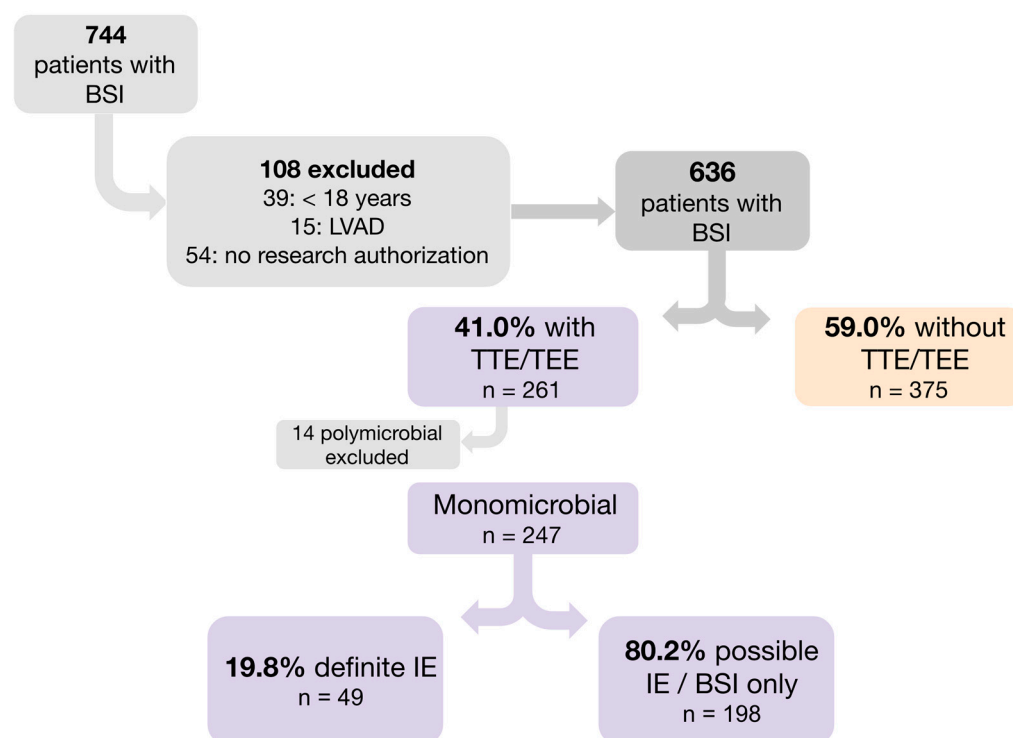 744
patients with
BSI
108 excluded
39: < 18 years
15: LVAD
54: no research authorization
636
patients with
BSI
41.0% with
TTE/TEE
n = 261
59.0% without
TTE/TEE
n = 375
14 polymicrobial
excluded
Monomicrobial
n = 247
19.8% definite IE
n = 49
80.2% possible
IE / BSI only
n = 198